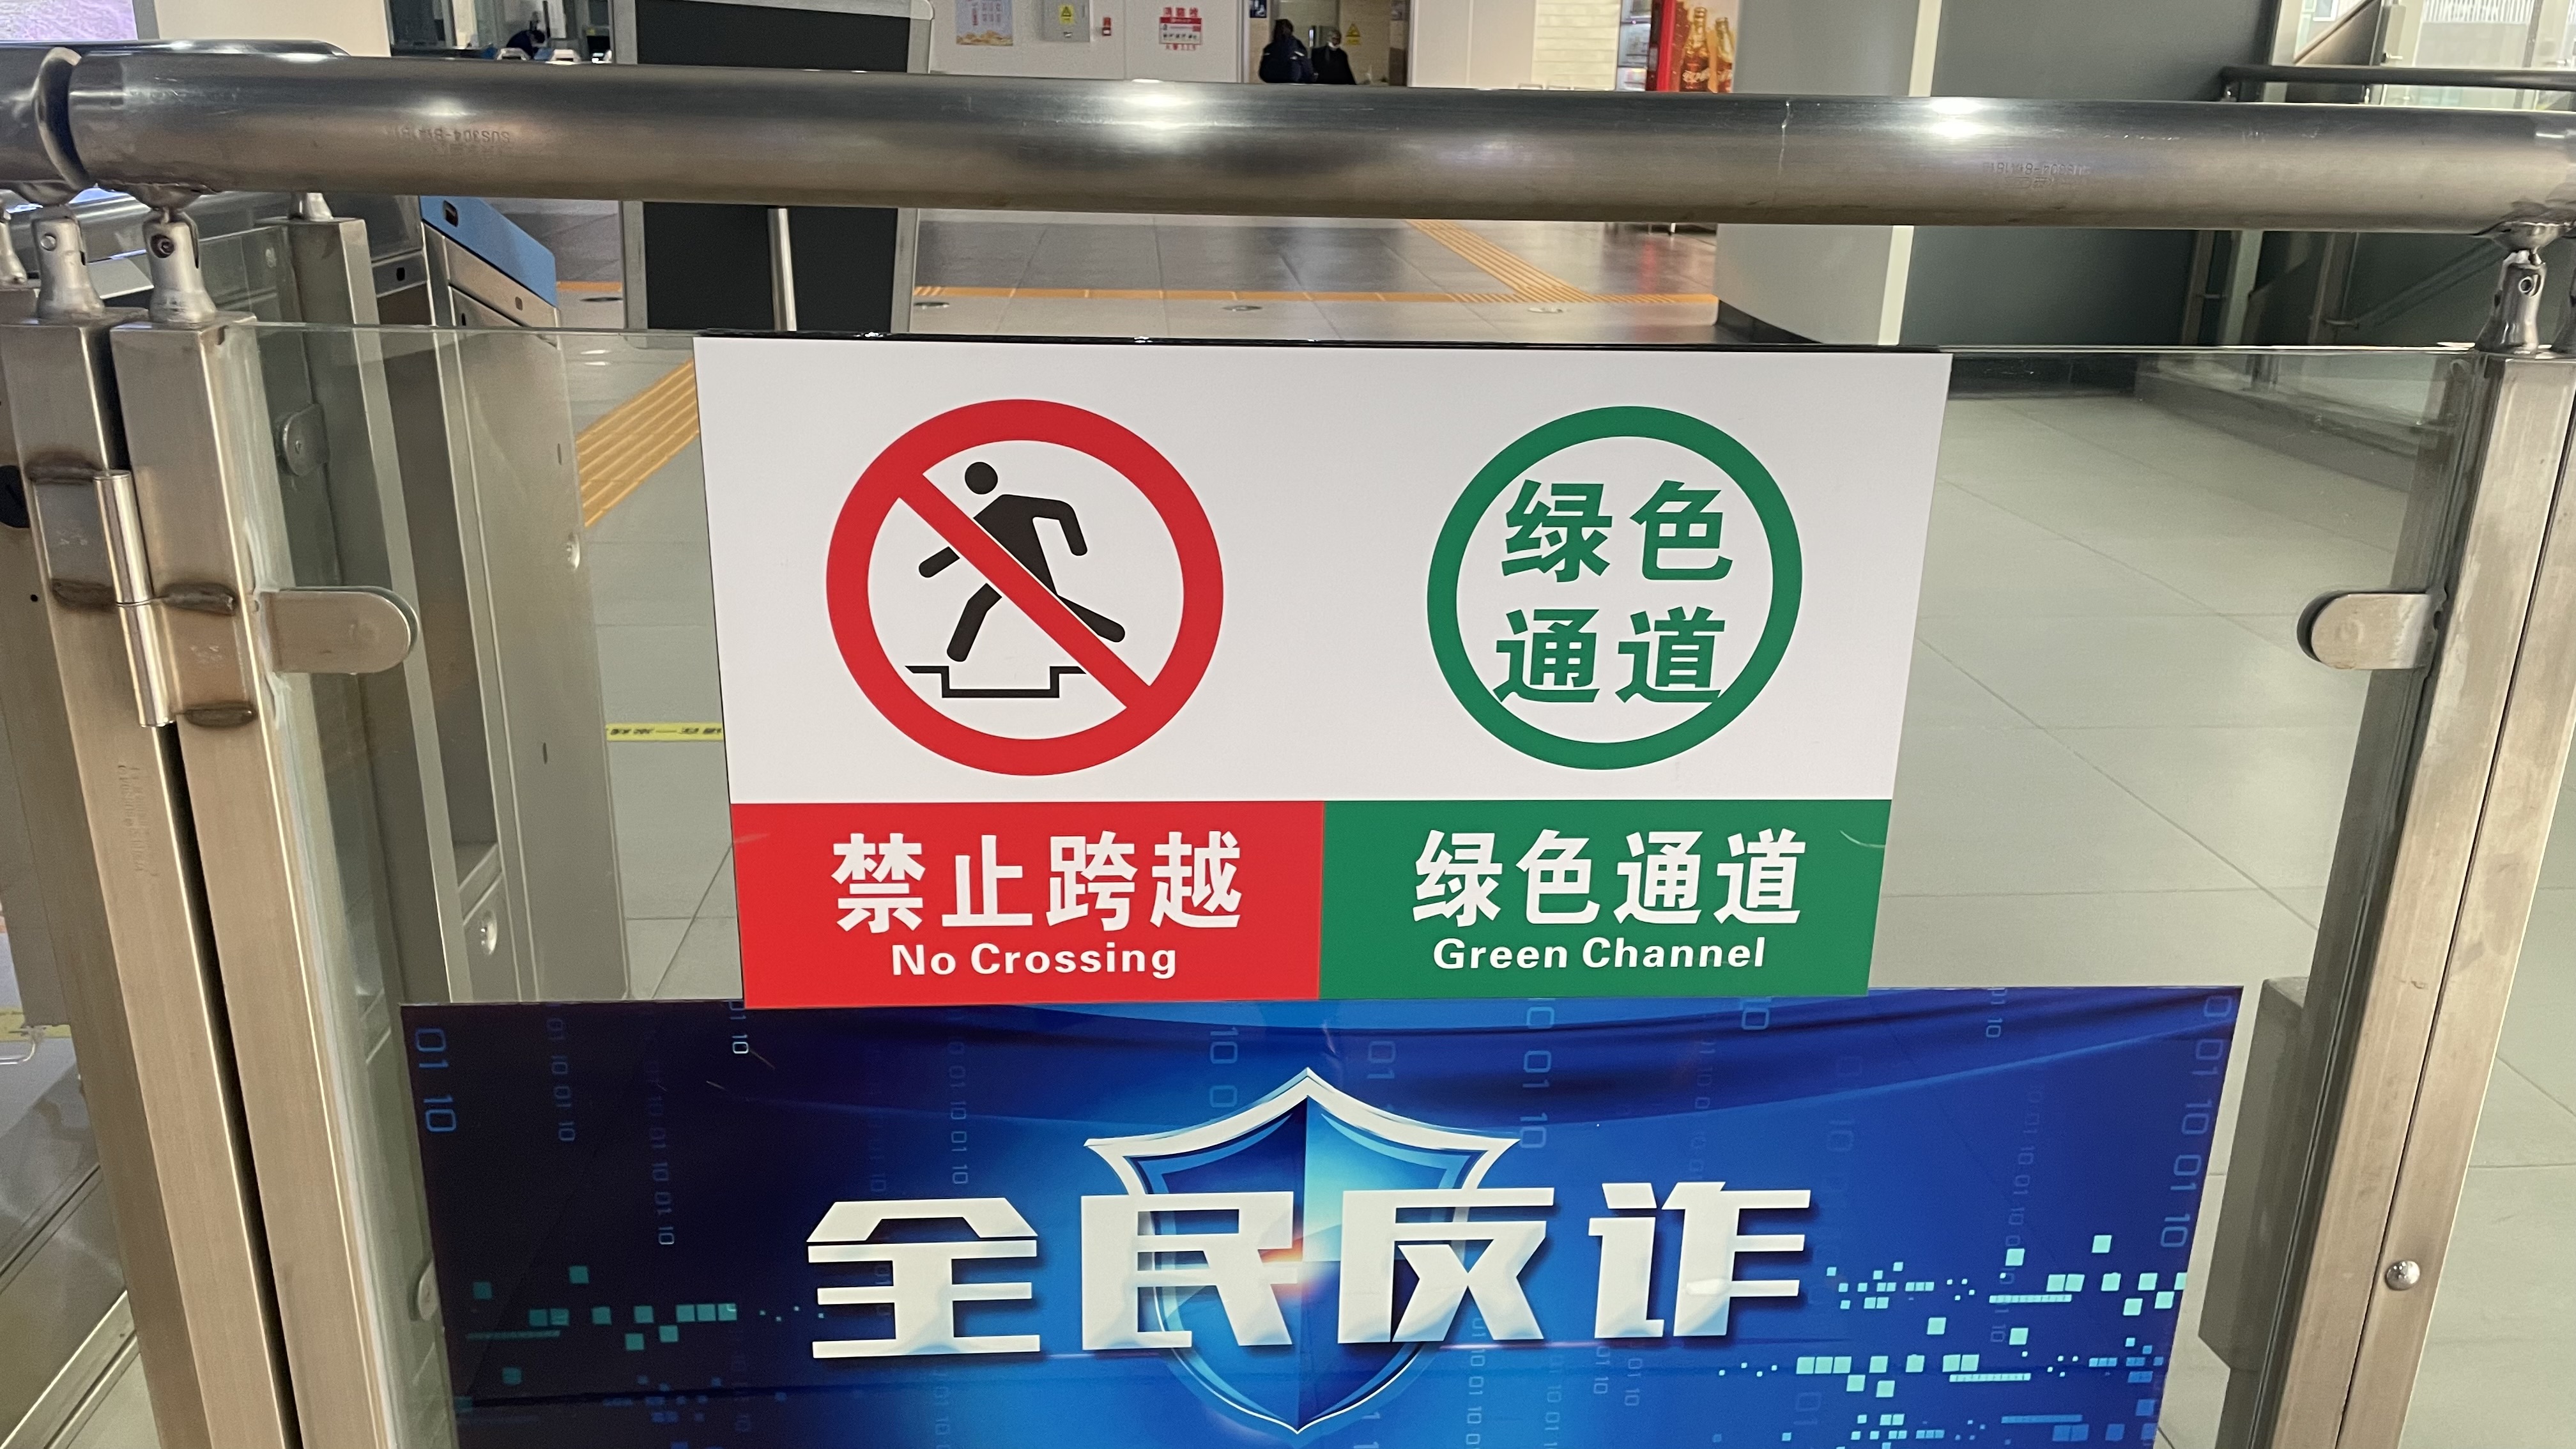 绿色
通道
禁止跨越
No Crossing
绿色通道
Green Channel
全民反诈